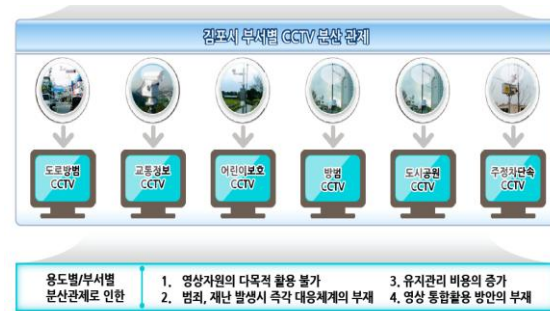 김포시 부서별 CCTV 분산 관제
도로방범
CCTV
교통정보
CCTV
어린이보호
CCTV
방범
CCTV
도시공원
CCTV
주정차단속
CCTV
용도별/부서별
분산관제로 인한
1. 영상자원의 다목적 활용 불가
2. 범죄, 재난 발생시 즉각 대응체계의 부재
3. 유지관리 비용의 증가
4. 영상 통합활용 방안의 부재